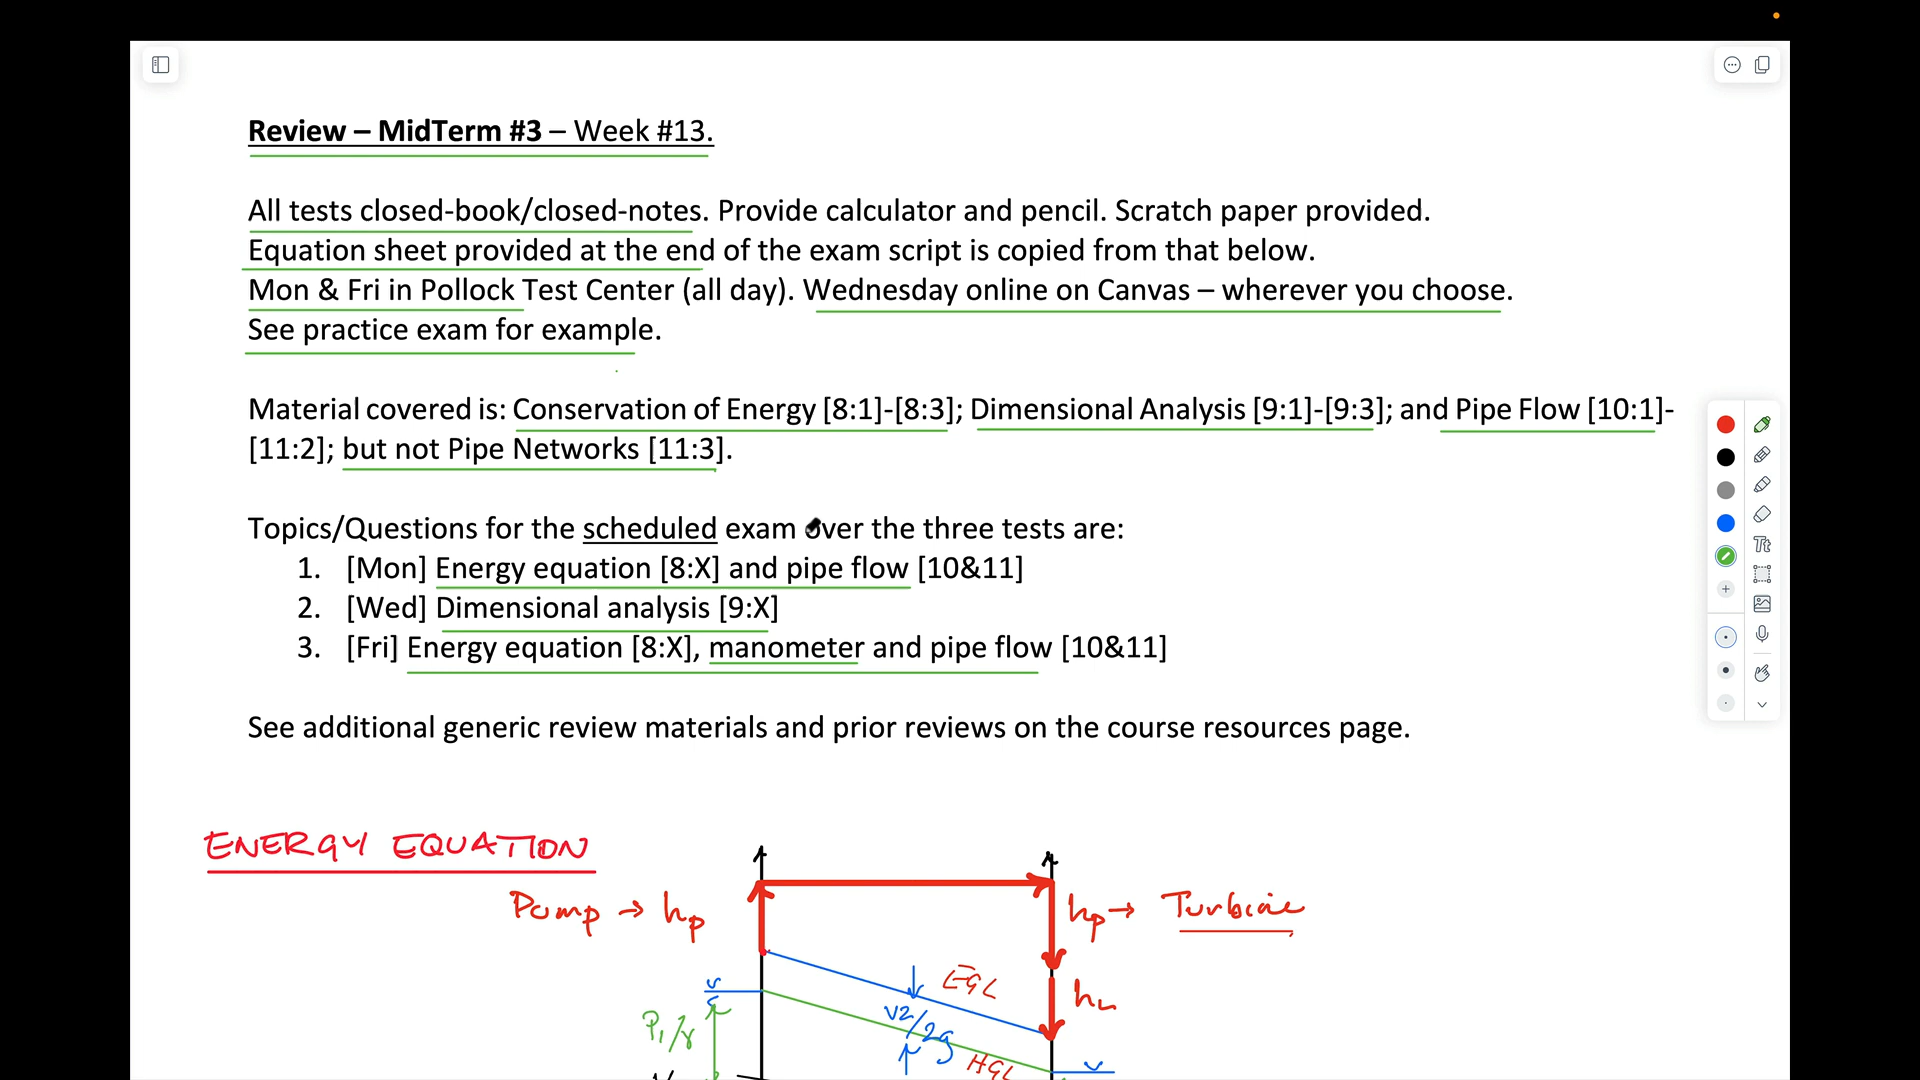 Review – MidTerm #3 – Week #13.
All tests closed-book/closed-notes. Provide calculator and pencil. Scratch paper provided.
Equation sheet provided at the end of the exam script is copied from that below.
Mon & Fri in Pollock Test Center (all day). Wednesday online on Canvas – wherever you choose.
See practice exam for example.
Material covered is: Conservation of Energy [8:1]-[8:3]; Dimensional Analysis [9:1]-[9:3]; and Pipe Flow [10:1]-
[11:2]; but not Pipe Networks [11:3].
Topics/Questions for the scheduled exam over the three tests are:
1. [Mon] Energy equation [8:X] and pipe flow [10&11]
2. [Wed] Dimensional analysis [9:X]
3. [Fri] Energy equation [8:X], manometer and pipe flow [10&11]
See additional generic review materials and prior reviews on the course resources page.
ENERGY EQUATION
Pump → hp
hp → Turbine
EGL
hL
V2/2g
P1/γ
HGL
Tt